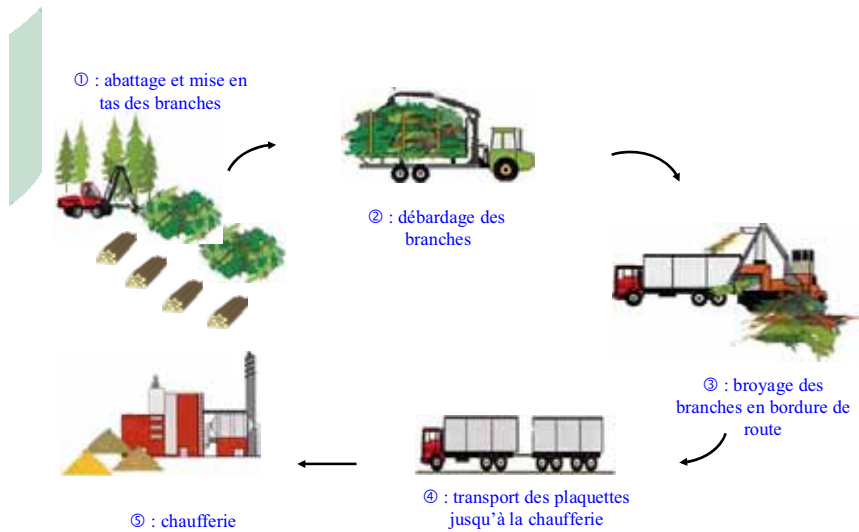 ① : abattage et mise en
tas des branches
② : débardage des
branches
③ : broyage des
branches en bordure de
route
④ : transport des plaquettes
jusqu’à la chaufferie
⑤ : chaufferie